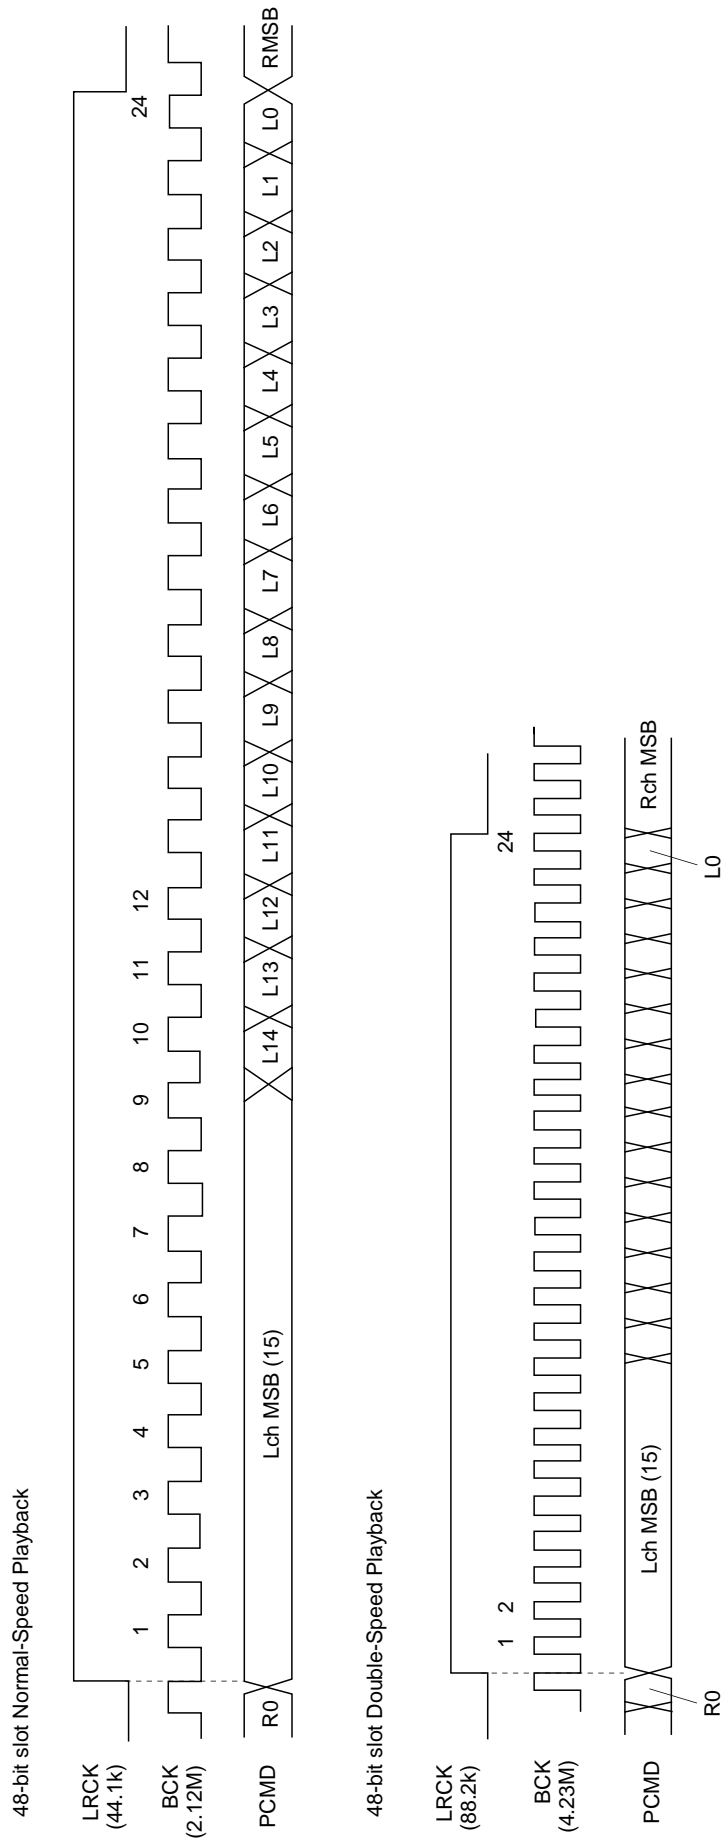 48-bit slot Normal-Speed Playback
LRCK
(44.1k)
1 2 3 4 5 6 7 8 9 10 11 12 24
BCK
(2.12M)
PCMD R0 Lch MSB (15) L14 L13 L12 L11 L10 L9 L8 L7 L6 L5 L4 L3 L2 L1 L0 RMSB
48-bit slot Double-Speed Playback
LRCK
(88.2k)
1 2 24
BCK
(4.23M)
PCMD Lch MSB (15) Rch MSB
R0 L0